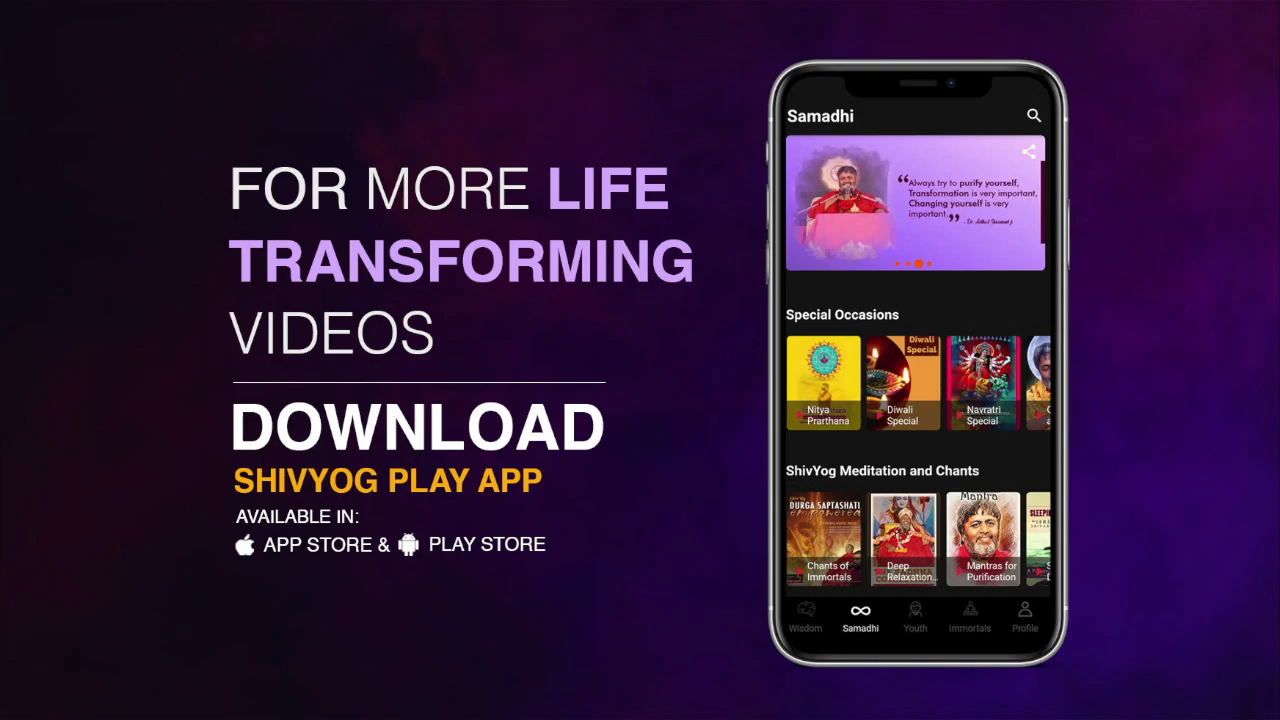 FOR MORE LIFE
TRANSFORMING
VIDEOS
DOWNLOAD
SHIVYOG PLAY APP
AVAILABLE IN:
APP STORE & PLAY STORE
Samadhi
“Always try to purify yourself,
Transformation is very important,
Changing yourself is very
important.”
Special Occasions
Diwali
Special
Nitya
Prarthana
Diwali
Special
Navratri
Special
ShivYog Meditation and Chants
DURGA SAPTASHATI
empowered
Mantra
Chants of
Immortals
Deep
Relaxation...
Mantras for
Purification
Wisdom
Samadhi
Youth
Immortals
Profile